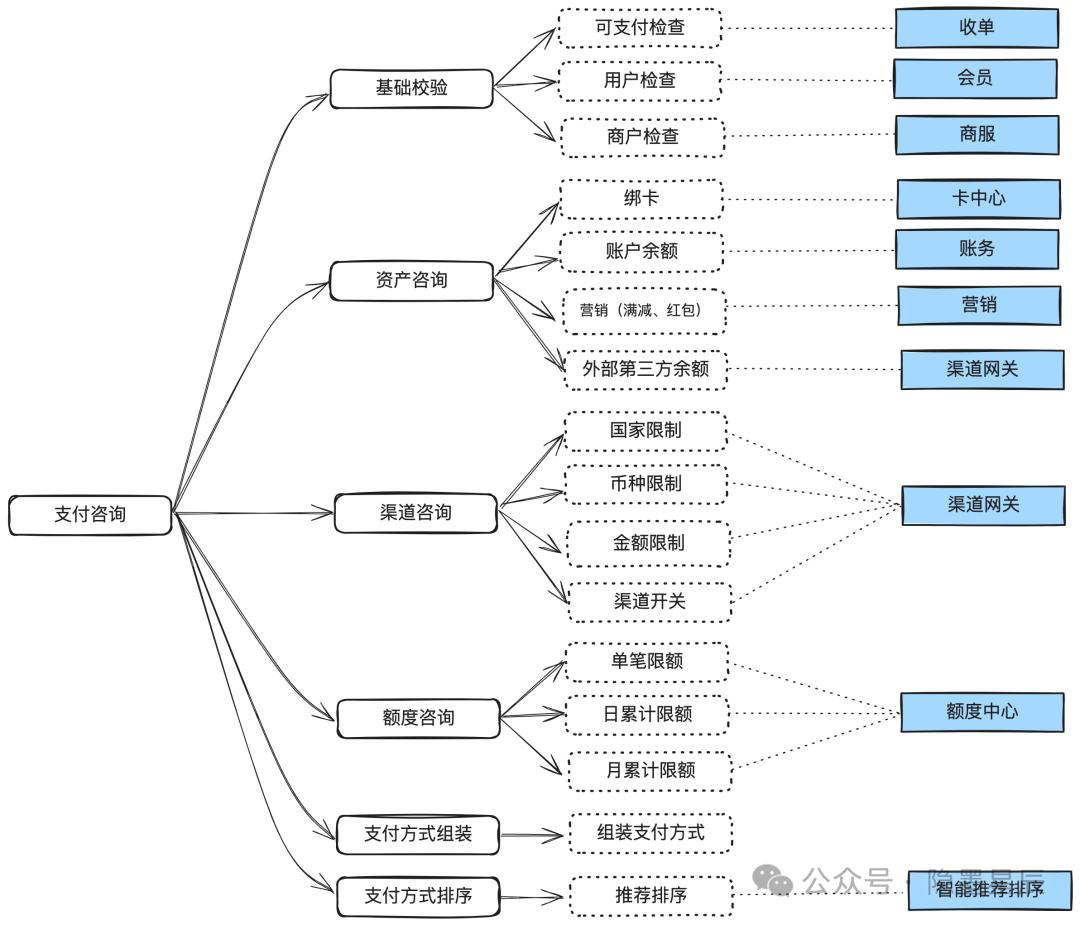 可支付检查
收单
基础校验
用户检查
会员
商户检查
商服
绑卡
卡中心
账户余额
账务
资产咨询
营销（满减、红包）
营销
外部第三方余额
渠道网关
国家限制
币种限制
支付咨询
渠道咨询
渠道网关
金额限制
渠道开关
单笔限额
额度咨询
日累计限额
额度中心
月累计限额
支付方式组装
组装支付方式
公众号 · 隐墨星辰
支付方式排序
推荐排序
智能推荐排序